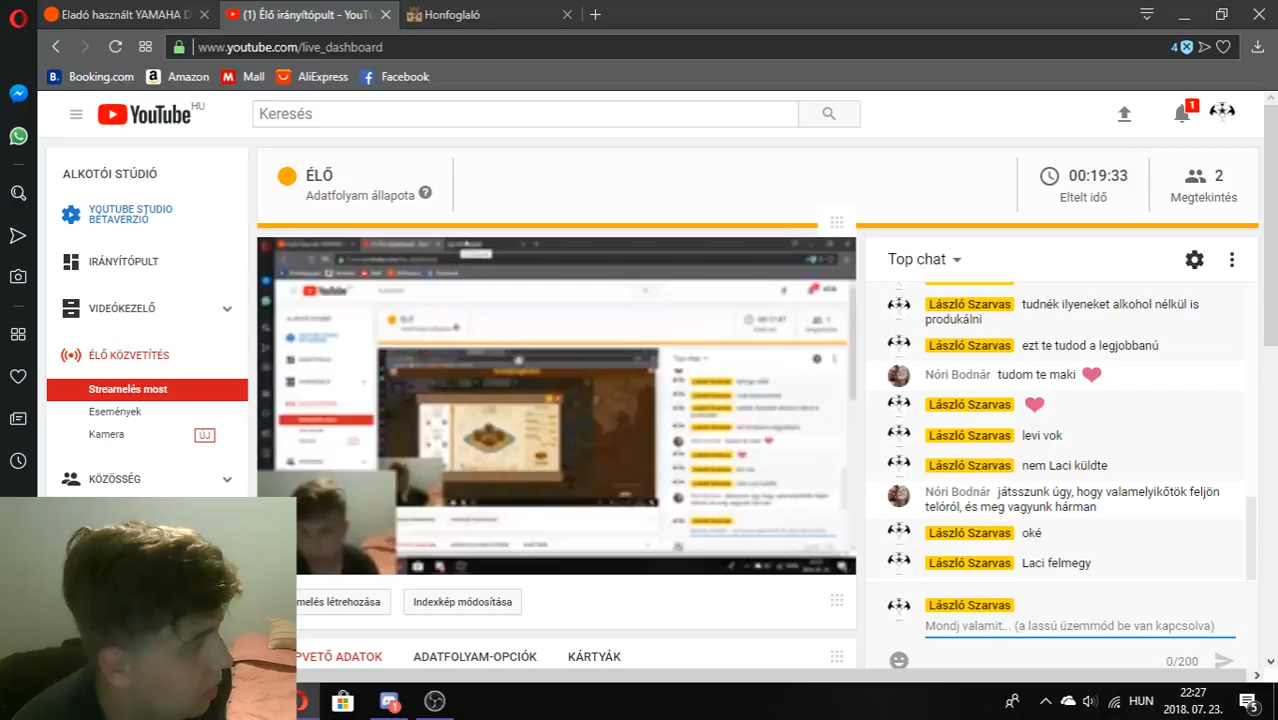 Eladó használt YAMAHA D
(1) Élő irányítópult - YouTu
Honfoglaló
www.youtube.com/live_dashboard
4
Booking.com
Amazon
Mall
AliExpress
Facebook
YouTube HU
Keresés
1
ALKOTÓI STÚDIÓ
YOUTUBE STUDIO
BÉTAVERZIÓ
IRÁNYÍTÓPULT
VIDEÓKEZELŐ
ÉLŐ KÖZVETÍTÉS
Streamelés most
Események
Kamera
ÚJ
KÖZÖSSÉG
ÉLŐ
Adatfolyam állapota
00:19:33
Eltelt idő
2
Megtekintés
Top chat
László Szarvas tudnék ilyeneket alkohol nélkül is
produkálni
László Szarvas ezt te tudod a legjobbanú
Nóri Bodnár tudom te maki
László Szarvas
László Szarvas levi vok
László Szarvas nem Laci küldte
Nóri Bodnár játsszunk úgy, hogy valamelyikőtök feljön
telóról, és meg vagyunk hárman
László Szarvas oké
László Szarvas Laci felmegy
László Szarvas
Mondj valamit... (a lassú üzemmód be van kapcsolva)
0/200
melés létrehozása
Indexkép módosítása
PVETŐ ADATOK
ADATFOLYAM-OPCIÓK
KÁRTYÁK
1
HUN
22:27
2018. 07. 23.
5